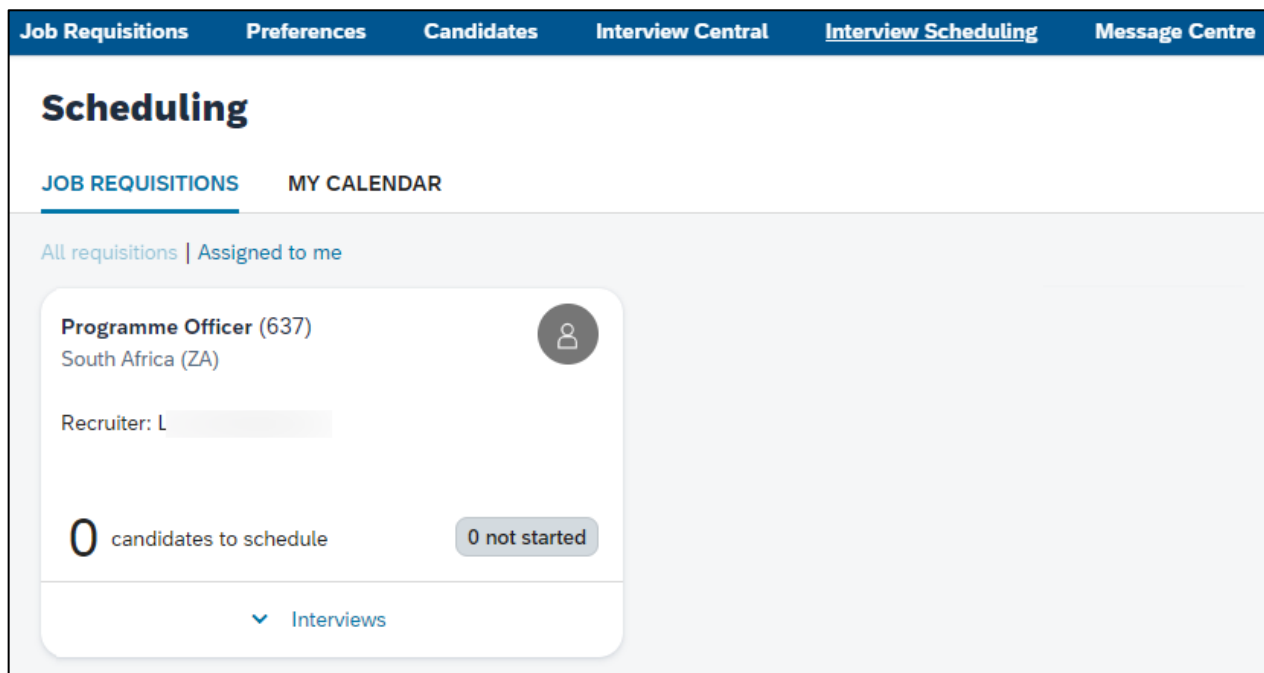 Job Requisitions Preferences Candidates Interview Central Interview Scheduling Message Centre
Scheduling
JOB REQUISITIONS MY CALENDAR
All requisitions | Assigned to me
Programme Officer (637)
South Africa (ZA)
Recruiter: L
0 candidates to schedule 0 not started
Interviews